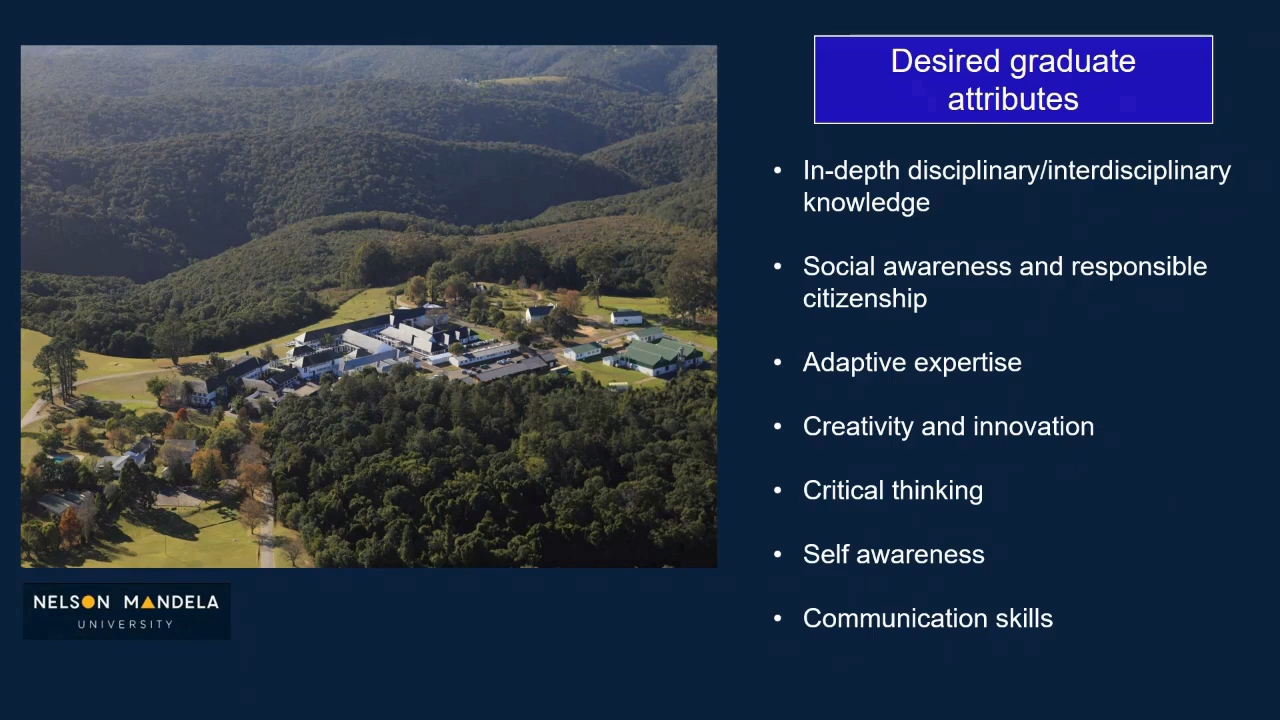 Desired graduate
attributes
• In-depth disciplinary/interdisciplinary
knowledge
• Social awareness and responsible
citizenship
• Adaptive expertise
• Creativity and innovation
• Critical thinking
• Self awareness
• Communication skills
NELSON MANDELA
UNIVERSITY